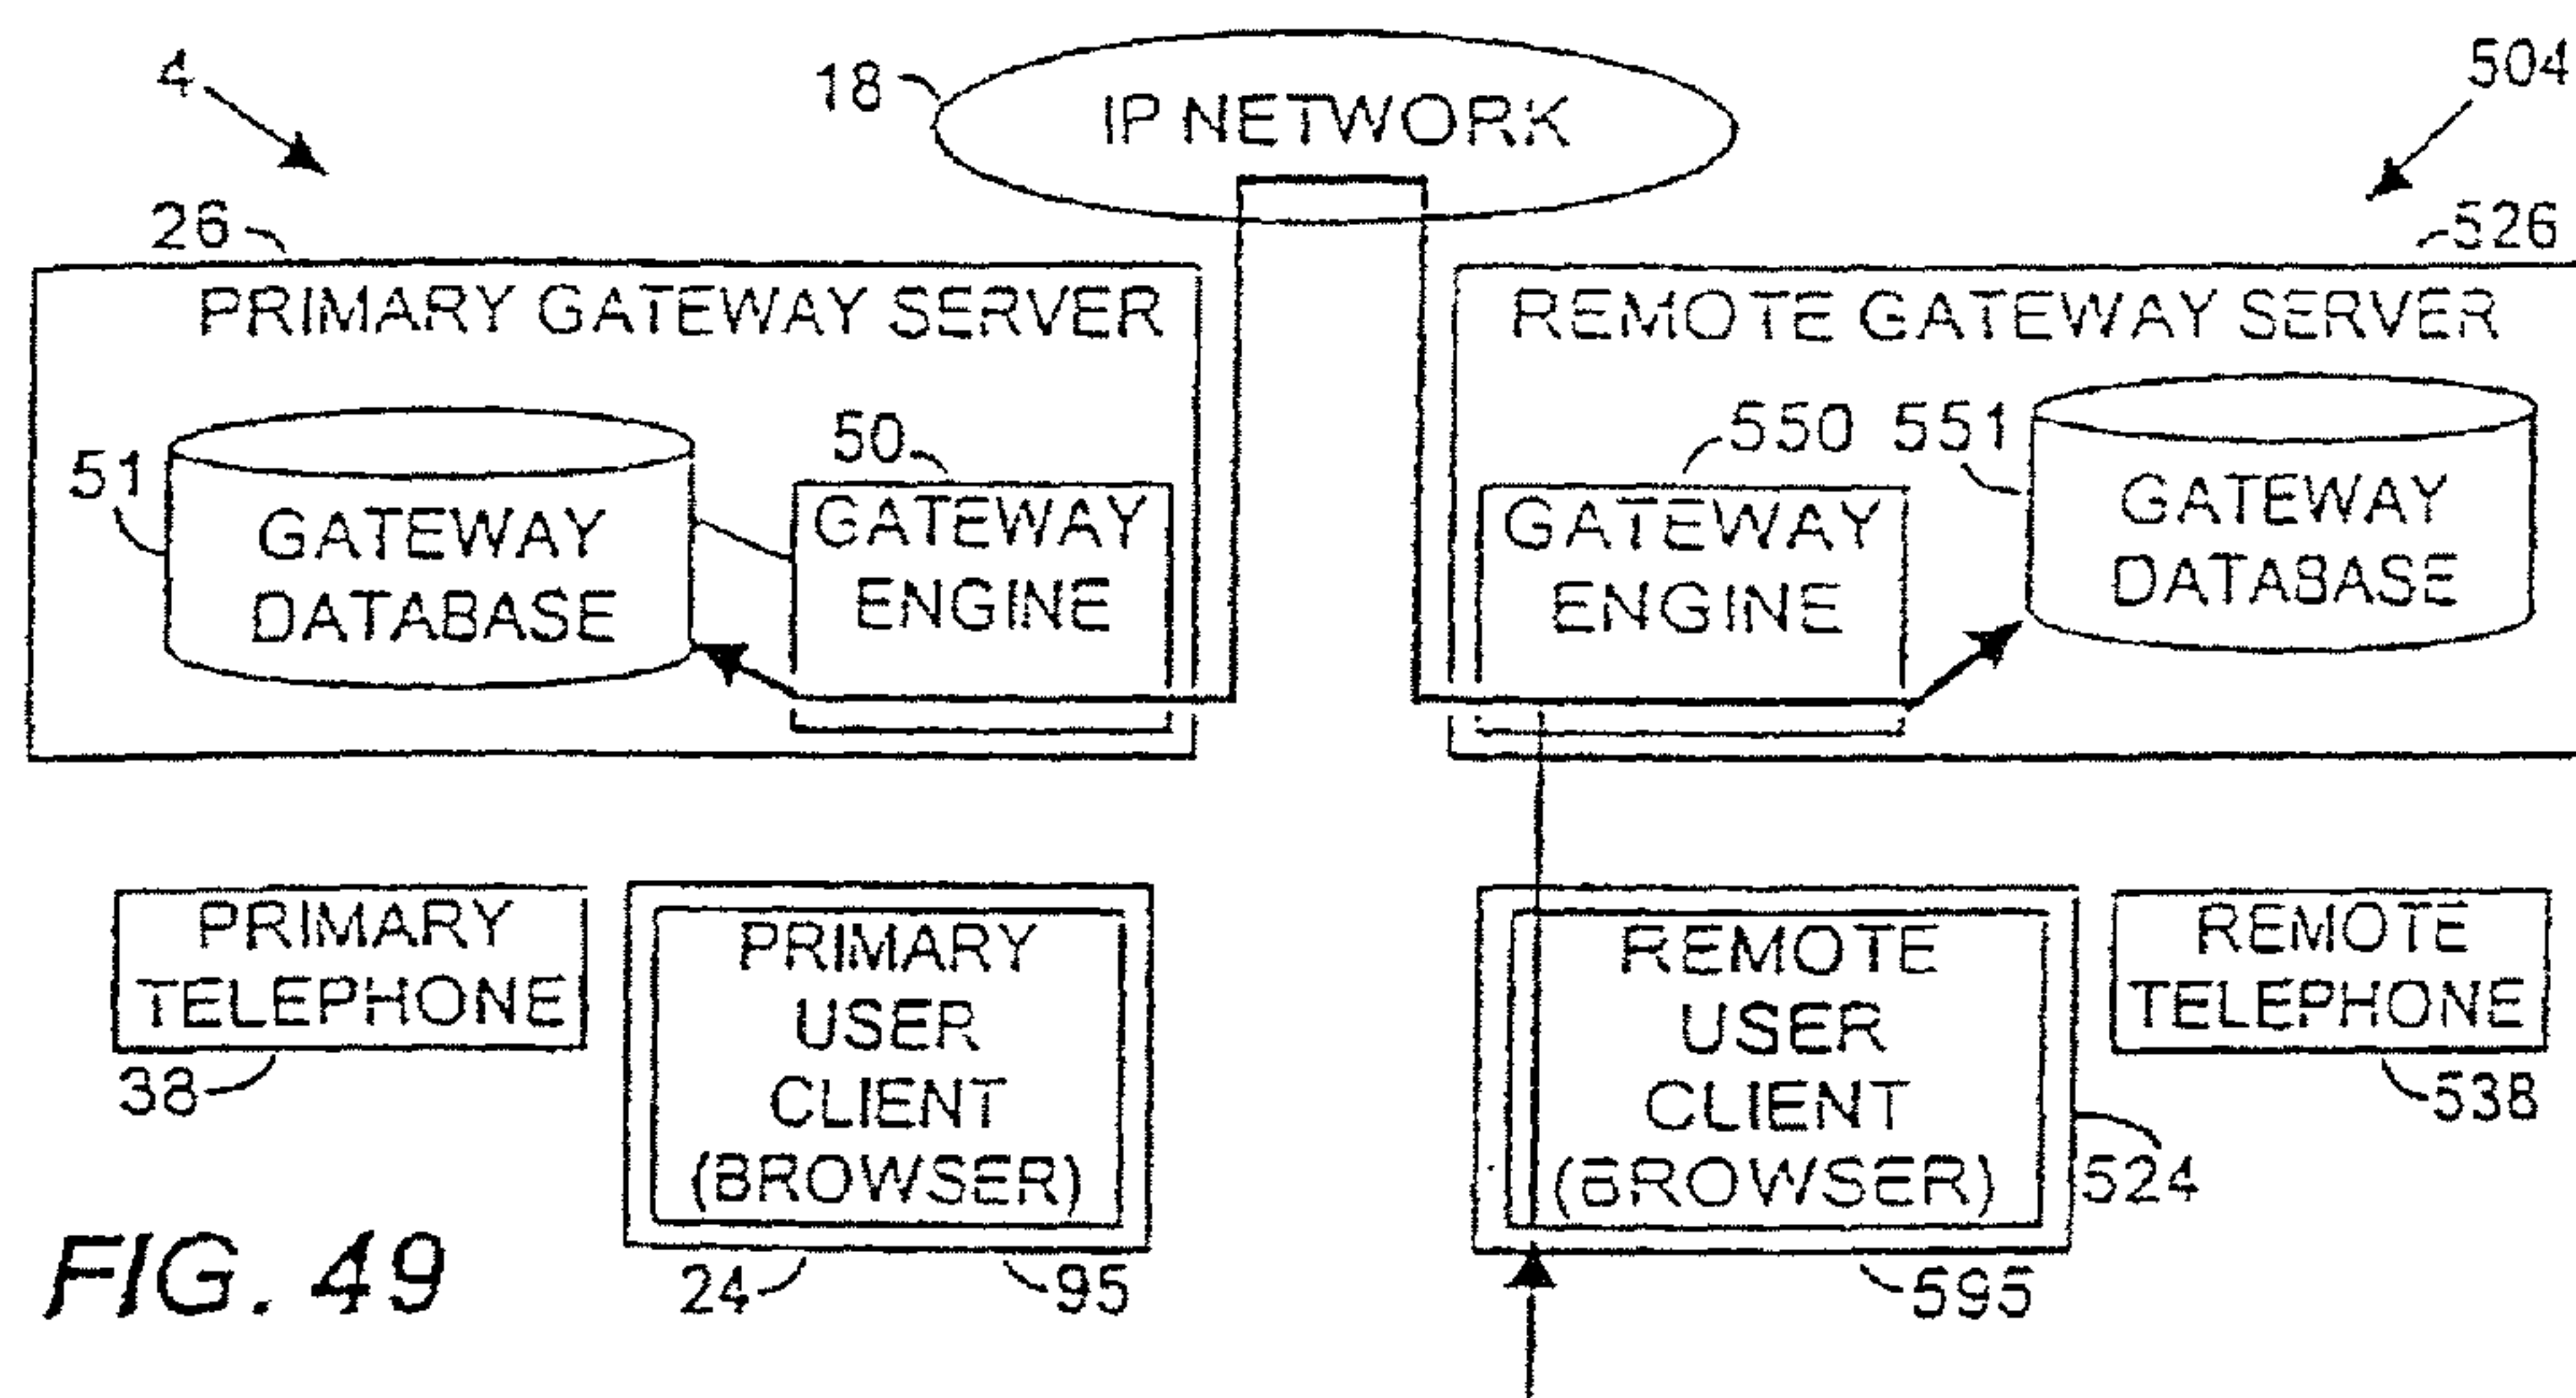 4
18
IP NETWORK
504
26
526
PRIMARY GATEWAY SERVER
REMOTE GATEWAY SERVER
51
GATEWAY
DATABASE
50
GATEWAY
ENGINE
550
GATEWAY
ENGINE
551
GATEWAY
DATABASE
PRIMARY
TELEPHONE
38
PRIMARY
USER
CLIENT
(BROWSER)
24
95
REMOTE
USER
CLIENT
(BROWSER)
524
595
REMOTE
TELEPHONE
538
FIG. 49